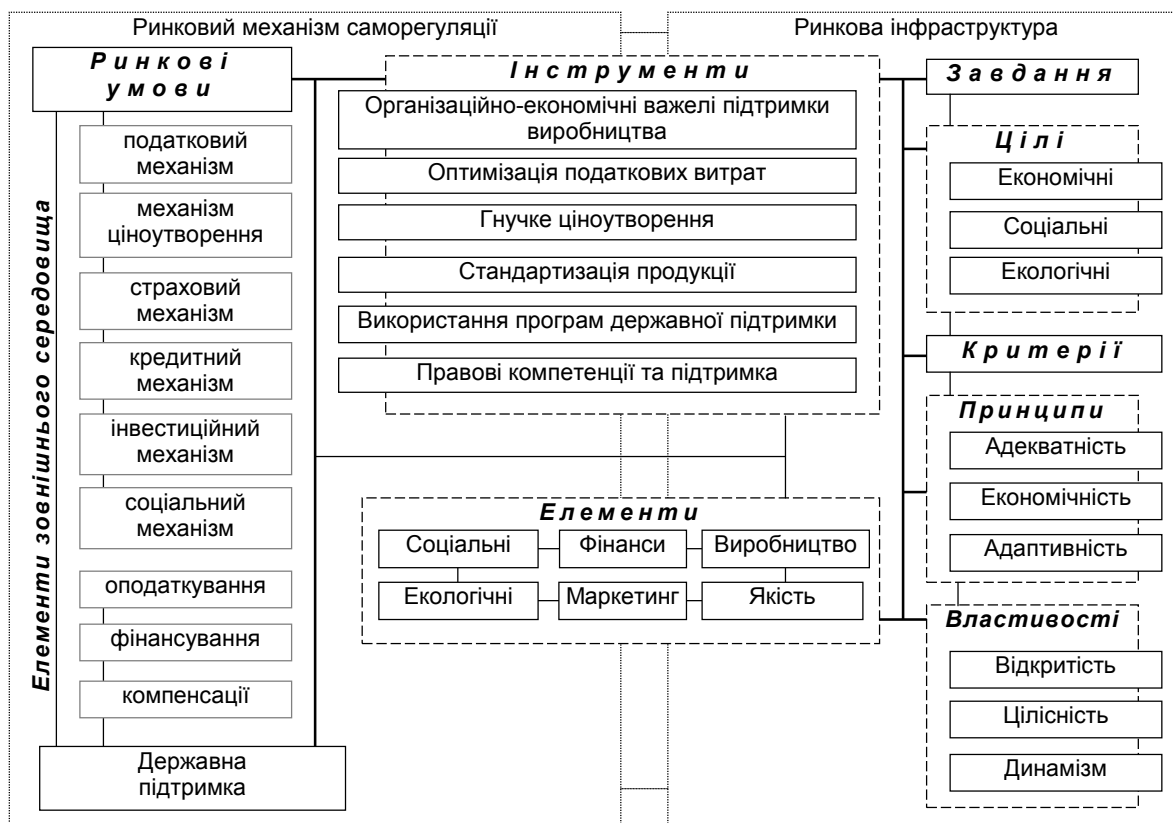 Ринковий механізм саморегуляції
Ринкова інфраструктура
Ринкові
умови
податковий
механізм
механізм
ціноутворення
страховий
механізм
кредитний
механізм
інвестиційний
механізм
соціальний
механізм
оподаткування
фінансування
компенсації
Державна
підтримка
Елементи зовнішнього середовища
Інструменти
Організаційно-економічні важелі підтримки
виробництва
Оптимізація податкових витрат
Гнучке ціноутворення
Стандартизація продукції
Використання програм державної підтримки
Правові компетенції та підтримка
Елементи
Соціальні
Фінанси
Виробництво
Екологічні
Маркетинг
Якість
Завдання
Цілі
Економічні
Соціальні
Екологічні
Критерії
Принципи
Адекватність
Економічність
Адаптивність
Властивості
Відкритість
Цілісність
Динамізм